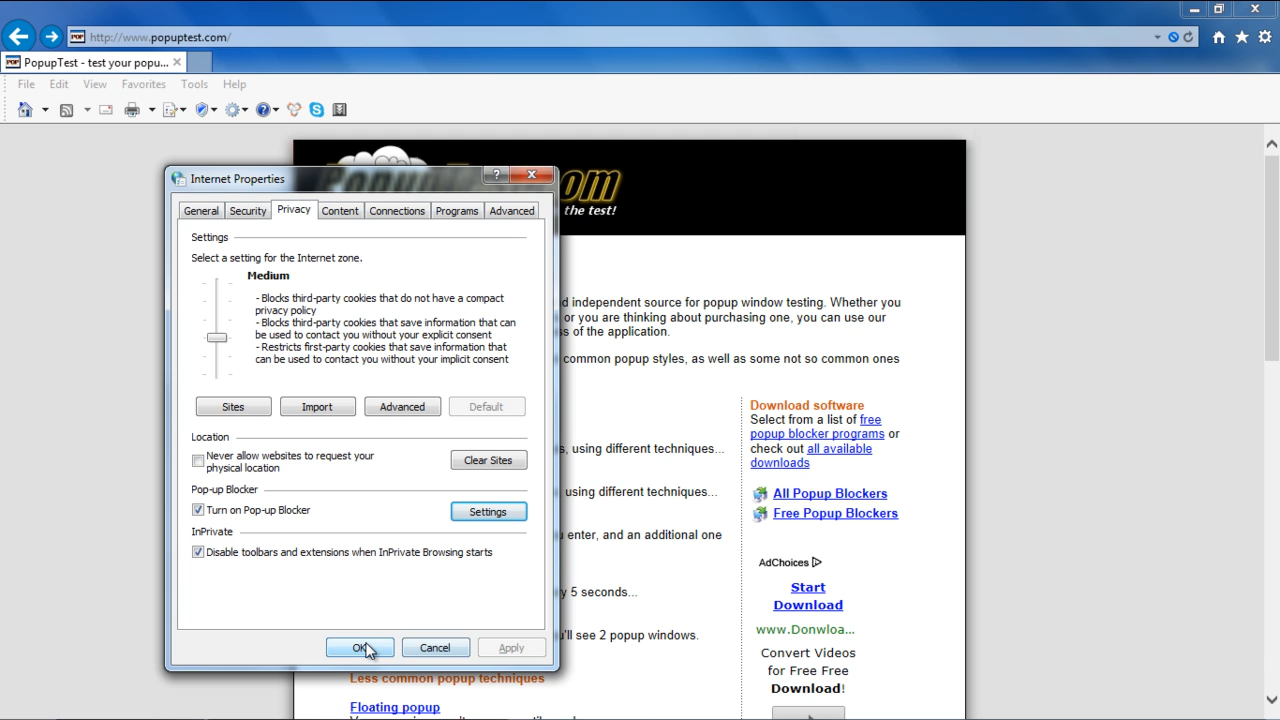 POP
http://www.popuptest.com/
POP
PopupTest - test your popu...
File Edit View Favorites Tools Help
om
the test!
Internet Properties
General Security Privacy Content Connections Programs Advanced
Settings
Select a setting for the Internet zone.
Medium
- Blocks third-party cookies that do not have a compact
privacy policy
- Blocks third-party cookies that save information that can
be used to contact you without your explicit consent
- Restricts first-party cookies that save information that
can be used to contact you without your implicit consent
Sites Import Advanced Default
Location
Never allow websites to request your
physical location
Clear Sites
Pop-up Blocker
Turn on Pop-up Blocker
Settings
InPrivate
Disable toolbars and extensions when InPrivate Browsing starts
OK Cancel Apply
d independent source for popup window testing. Whether you
or you are thinking about purchasing one, you can use our
ss of the application.
common popup styles, as well as some not so common ones
s, using different techniques...
using different techniques...
u enter, and an additional one
ry 5 seconds...
u'll see 2 popup windows.
Less common popup techniques
Floating popup
Download software
Select from a list of free
popup blocker programs or
check out all available
downloads
All Popup Blockers
Free Popup Blockers
AdChoices
Start
Download
www.Donwloa...
Convert Videos
for Free Free
Download!